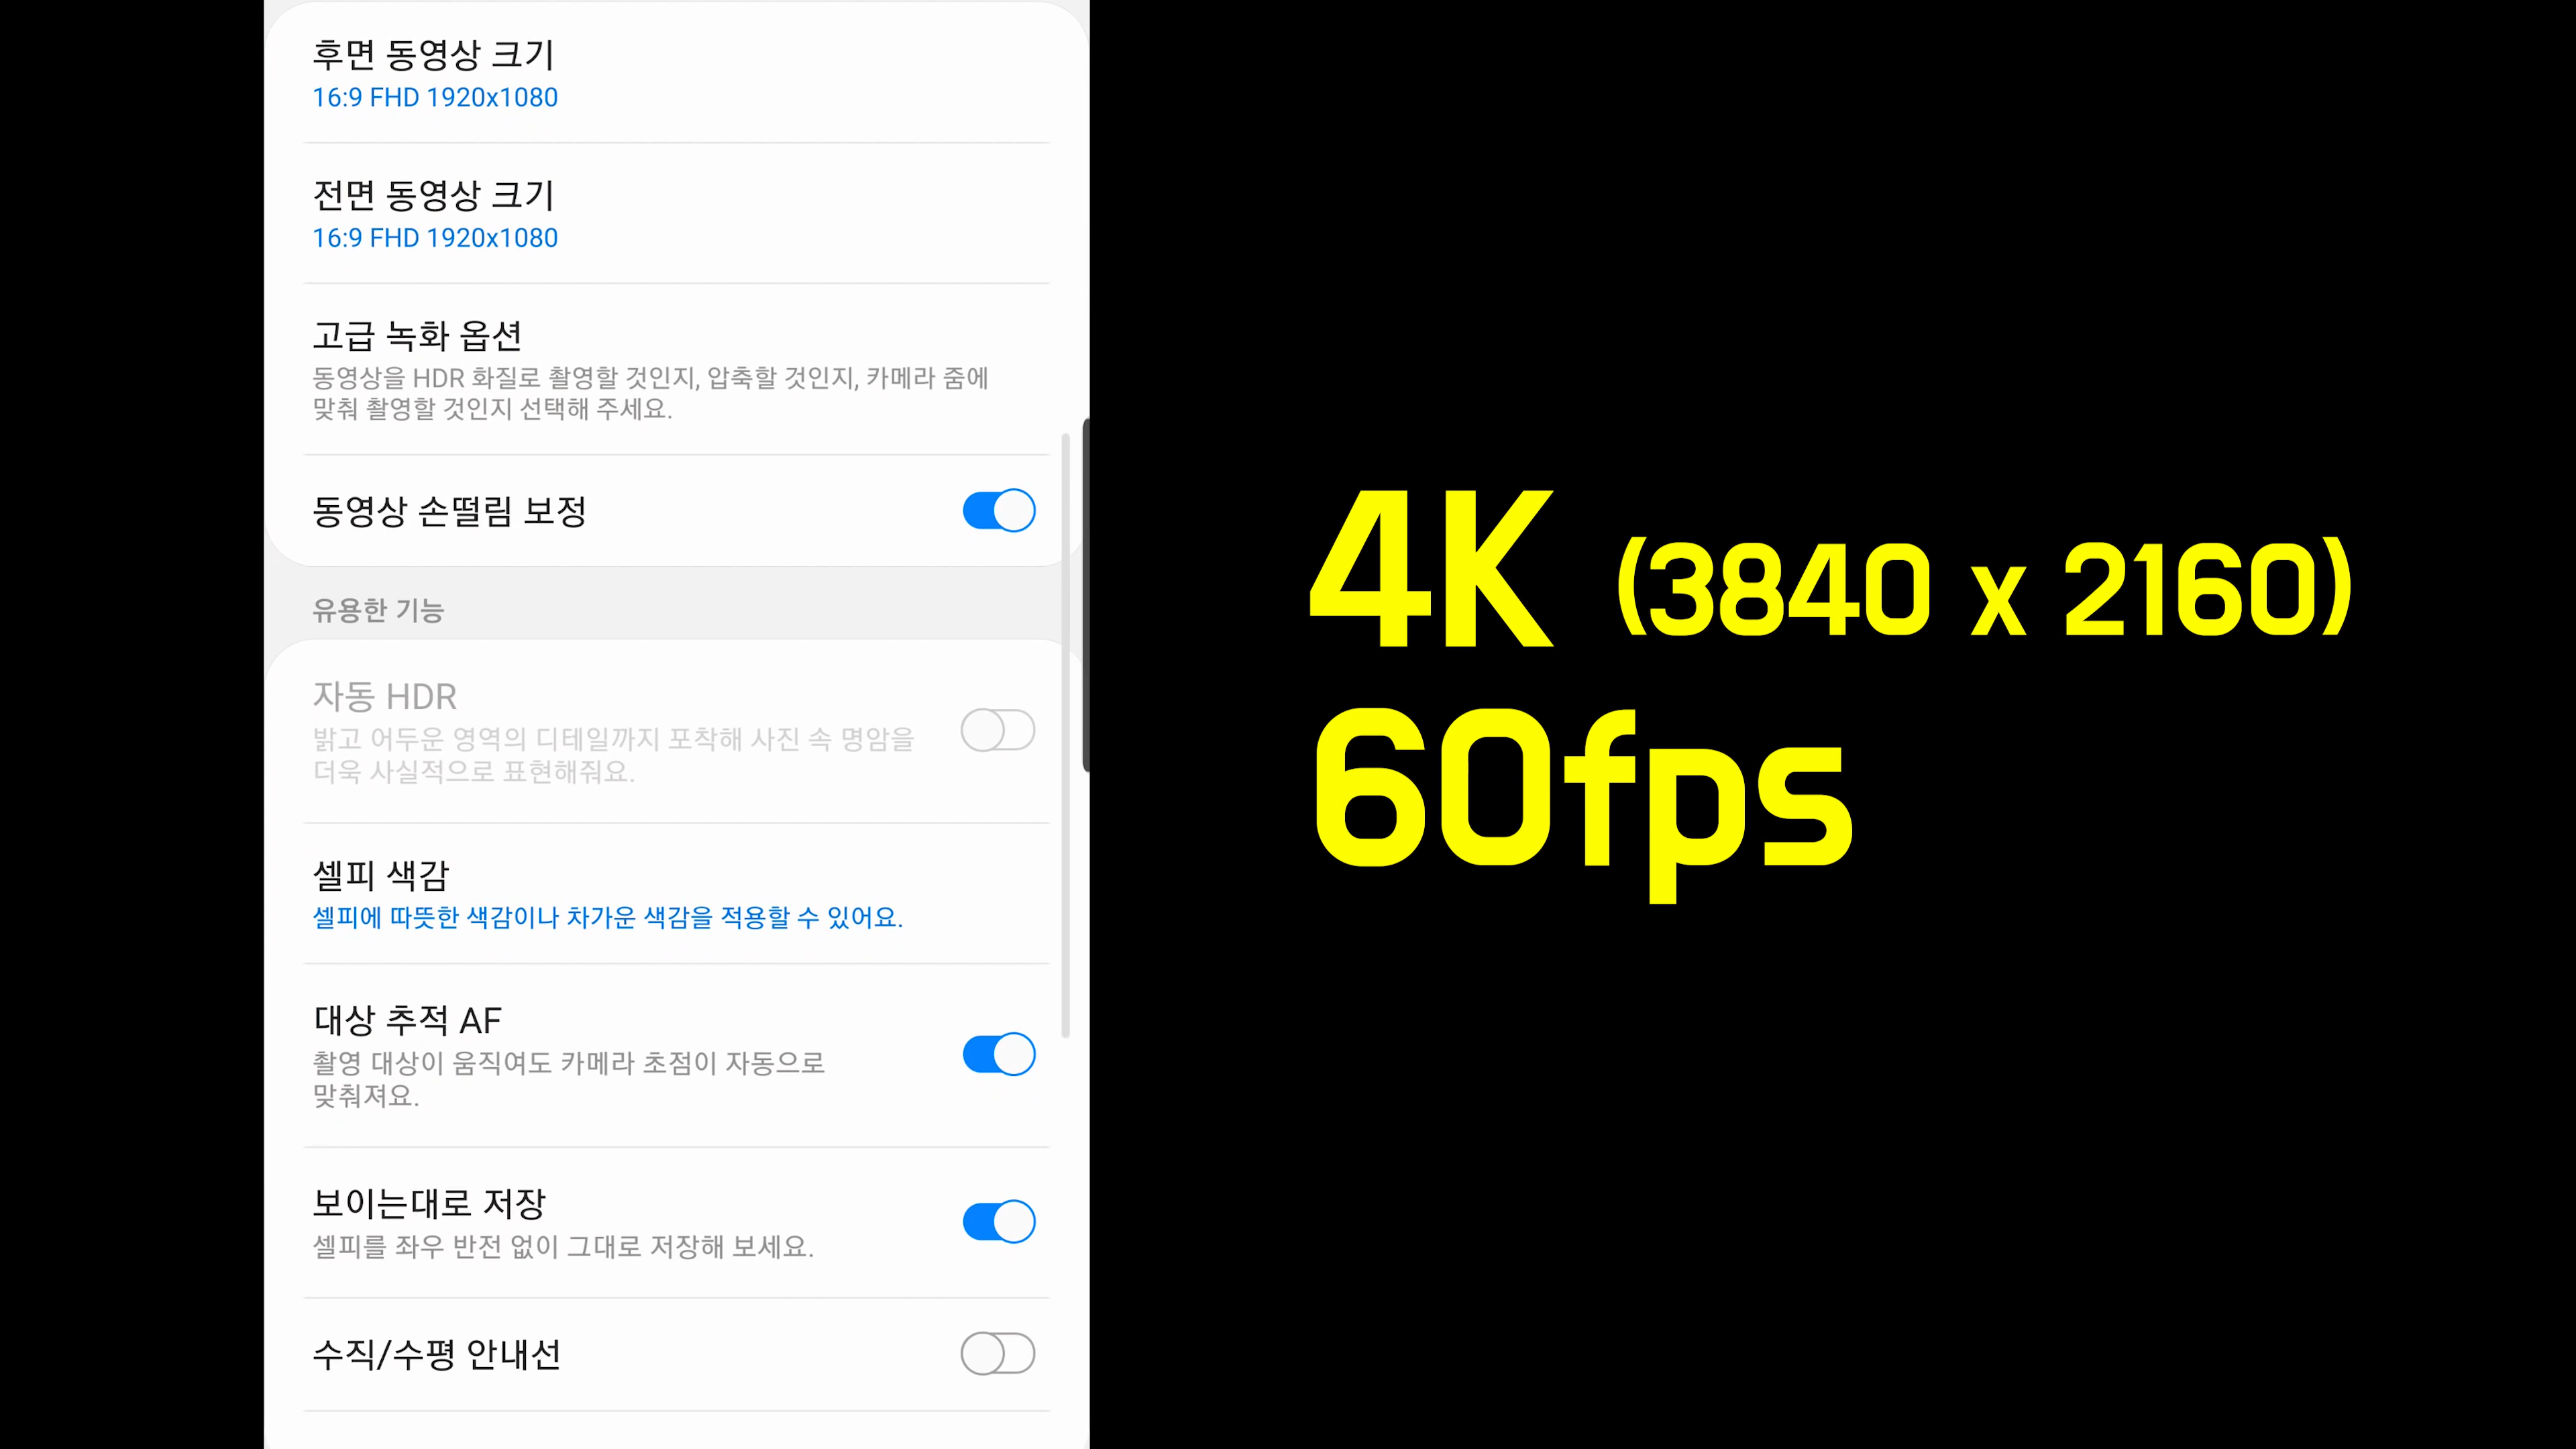 후면 동영상 크기
16:9 FHD 1920x1080
전면 동영상 크기
16:9 FHD 1920x1080
고급 녹화 옵션
동영상을 HDR 화질로 촬영할 것인지, 압축할 것인지, 카메라 줌에
맞춰 촬영할 것인지 선택해 주세요.
동영상 손떨림 보정
유용한 기능
자동 HDR
밝고 어두운 영역의 디테일까지 포착해 사진 속 명암을
더욱 사실적으로 표현해줘요.
셀피 색감
셀피에 따뜻한 색감이나 차가운 색감을 적용할 수 있어요.
대상 추적 AF
촬영 대상이 움직여도 카메라 초점이 자동으로
맞춰져요.
보이는대로 저장
셀피를 좌우 반전 없이 그대로 저장해 보세요.
수직/수평 안내선
4K (3840 x 2160)
60fps